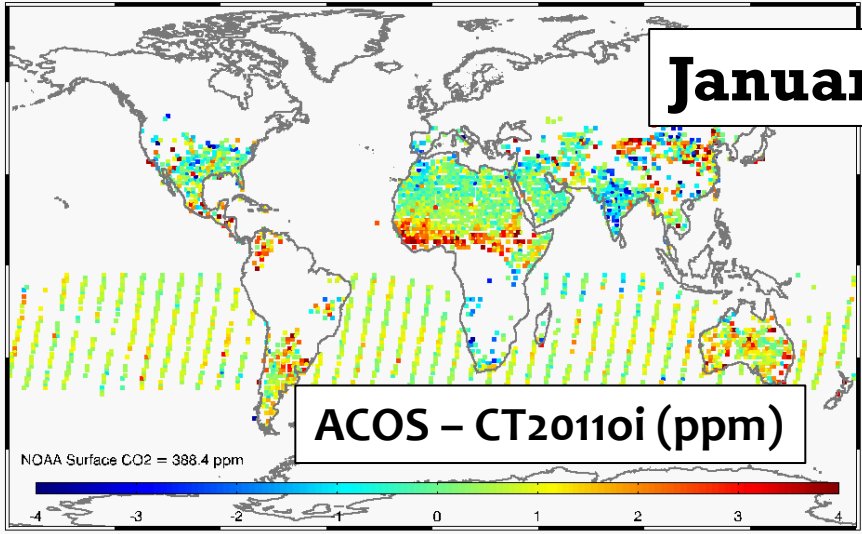 Januar
ACOS – CT2011oi (ppm)
NOAA Surface CO2 = 388.4 ppm
-4 -3 -2 -1 0 1 2 3 4